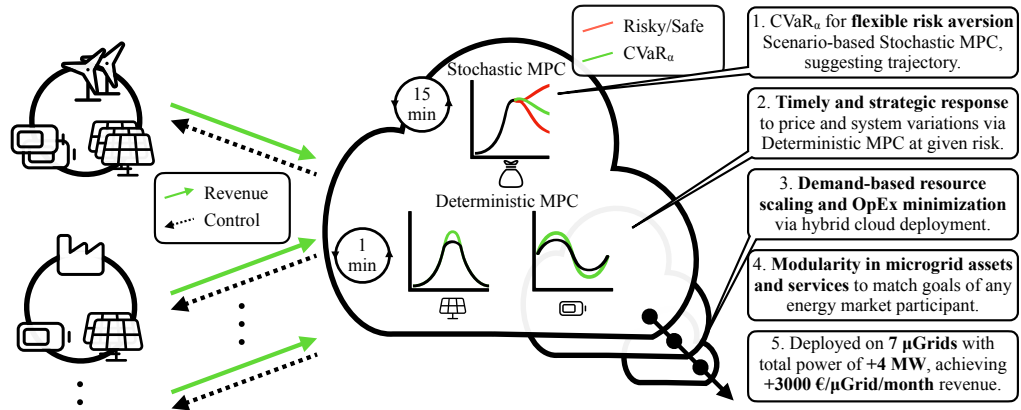 Risky/Safe
CVaRα
Stochastic MPC
15
min
Revenue
Control
Deterministic MPC
1
min
1. CVaRα for flexible risk aversion
Scenario-based Stochastic MPC,
suggesting trajectory.
2. Timely and strategic response
to price and system variations via
Deterministic MPC at given risk.
3. Demand-based resource
scaling and OpEx minimization
via hybrid cloud deployment.
4. Modularity in microgrid assets
and services to match goals of any
energy market participant.
5. Deployed on 7 μGrids with
total power of +4 MW, achieving
+3000 €/μGrid/month revenue.